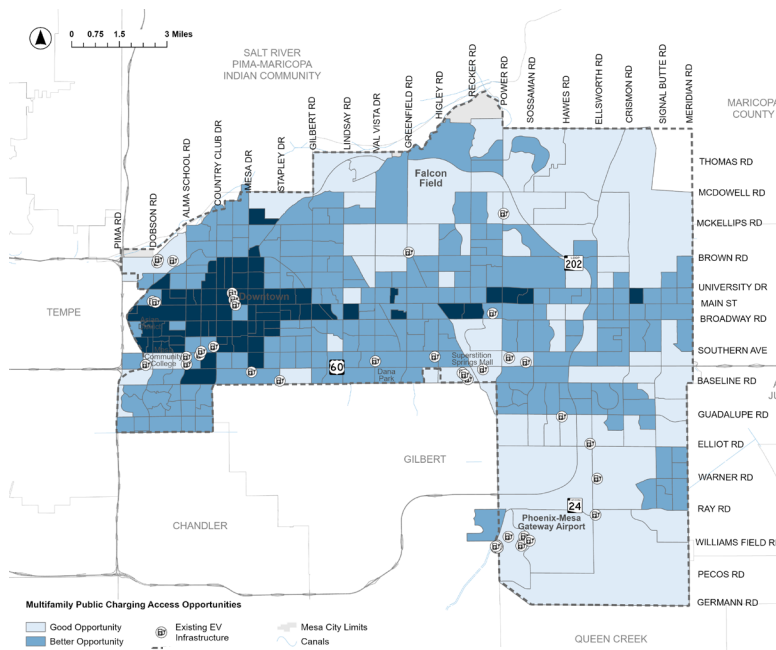 0 0.75 1.5 3 Miles
SALT RIVER
PIMA-MARICOPA
INDIAN COMMUNITY
MARICOPA
COUNTY
PIMA RD
DOBSON RD
ALMA SCHOOL RD
COUNTRY CLUB DR
MESA DR
STAPLEY DR
GILBERT RD
LINDSAY RD
VAL VISTA DR
GREENFIELD RD
HIGLEY RD
RECKER RD
POWER RD
SOSSAMAN RD
HAWES RD
ELLSWORTH RD
CRISMON RD
SIGNAL BUTTE RD
MERIDIAN RD
THOMAS RD
MCDOWELL RD
MCKELLIPS RD
BROWN RD
UNIVERSITY DR
MAIN ST
BROADWAY RD
SOUTHERN AVE
BASELINE RD
GUADALUPE RD
ELLIOT RD
WARNER RD
RAY RD
WILLIAMS FIELD R
PECOS RD
GERMANN RD
Falcon
Field
202
TEMPE
Downtown
Community
College
60
Dana
Park
Superstition
Springs Mall
GILBERT
CHANDLER
24
Phoenix-Mesa
Gateway Airport
QUEEN CREEK
Multifamily Public Charging Access Opportunities
Good Opportunity
Better Opportunity
Existing EV
Infrastructure
Mesa City Limits
Canals